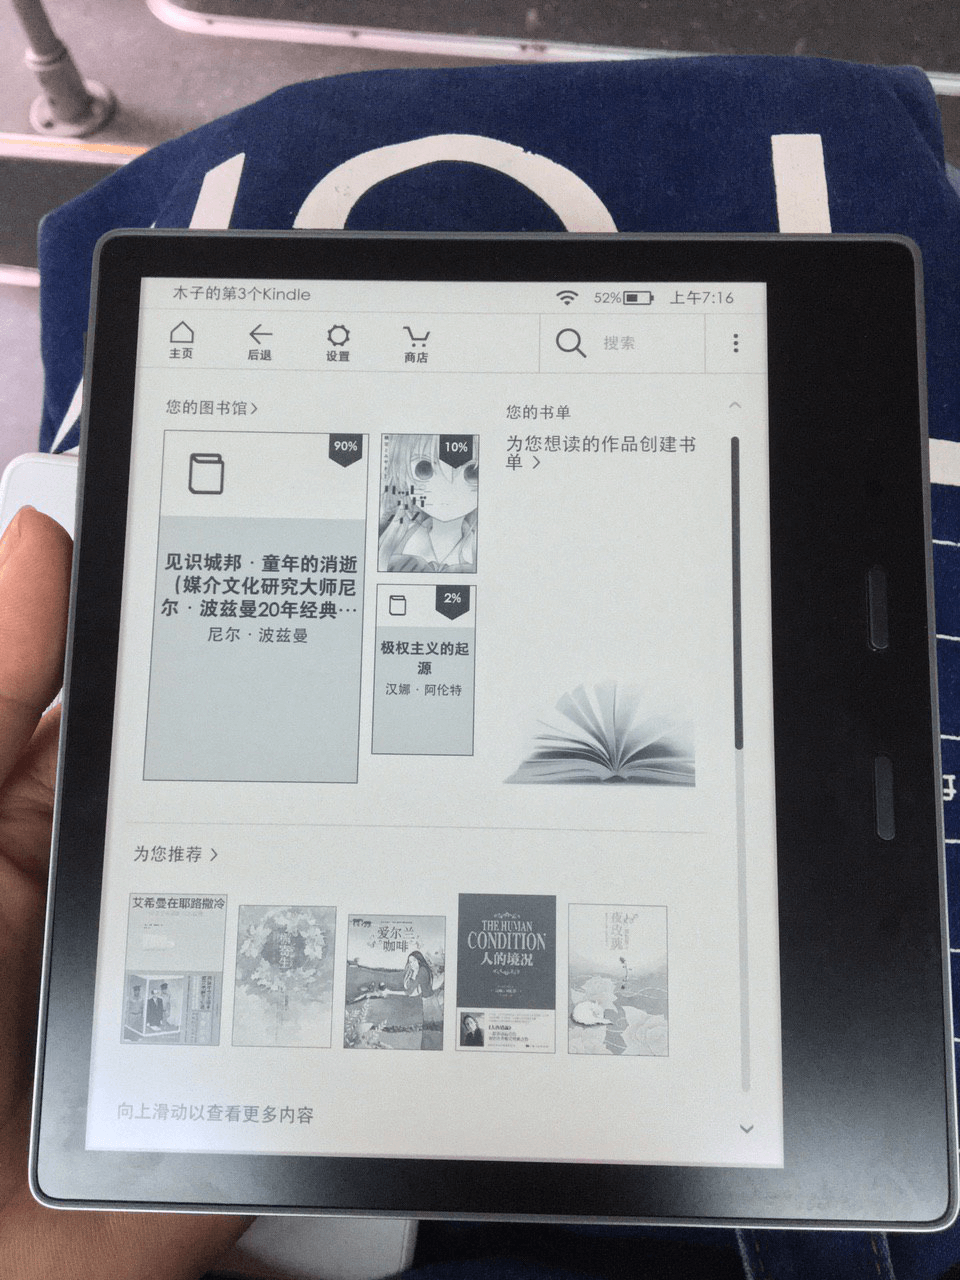 木子的第3个Kindle
52%
上午7:16
主页
后退
设置
商店
搜索
您的图书馆
90%
见识城邦·童年的消逝
（媒介文化研究大师尼
尔·波兹曼20年经典…
尼尔·波兹曼
10%
2%
极权主义的起
源
汉娜·阿伦特
您的书单
为您想读的作品创建书
单
为您推荐
艾希曼在耶路撒冷
爱尔兰
咖啡
THE HUMAN
CONDITION
人的境况
夜玫瑰
向上滑动以查看更多内容